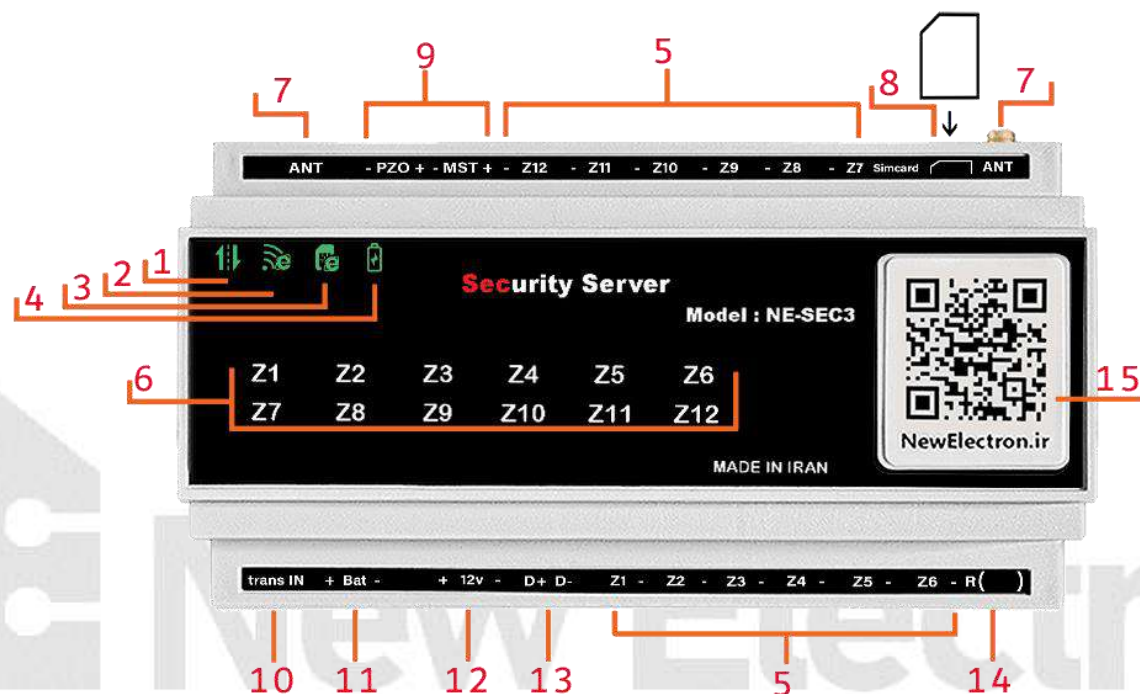 9 5
7 8 7
ANT - PZO + - MST + - Z12 - Z11 - Z10 - Z9 - Z8 - Z7 Simcard ANT
1
2
3
4
Security Server
Model : NE-SEC3
6
Z1 Z2 Z3 Z4 Z5 Z6
Z7 Z8 Z9 Z10 Z11 Z12
15
NewElectron.ir
MADE IN IRAN
trans IN + Bat - + 12v - D+ D- Z1 - Z2 - Z3 - Z4 - Z5 - Z6 - R( )
10 11 12 13 5 14
New Electr